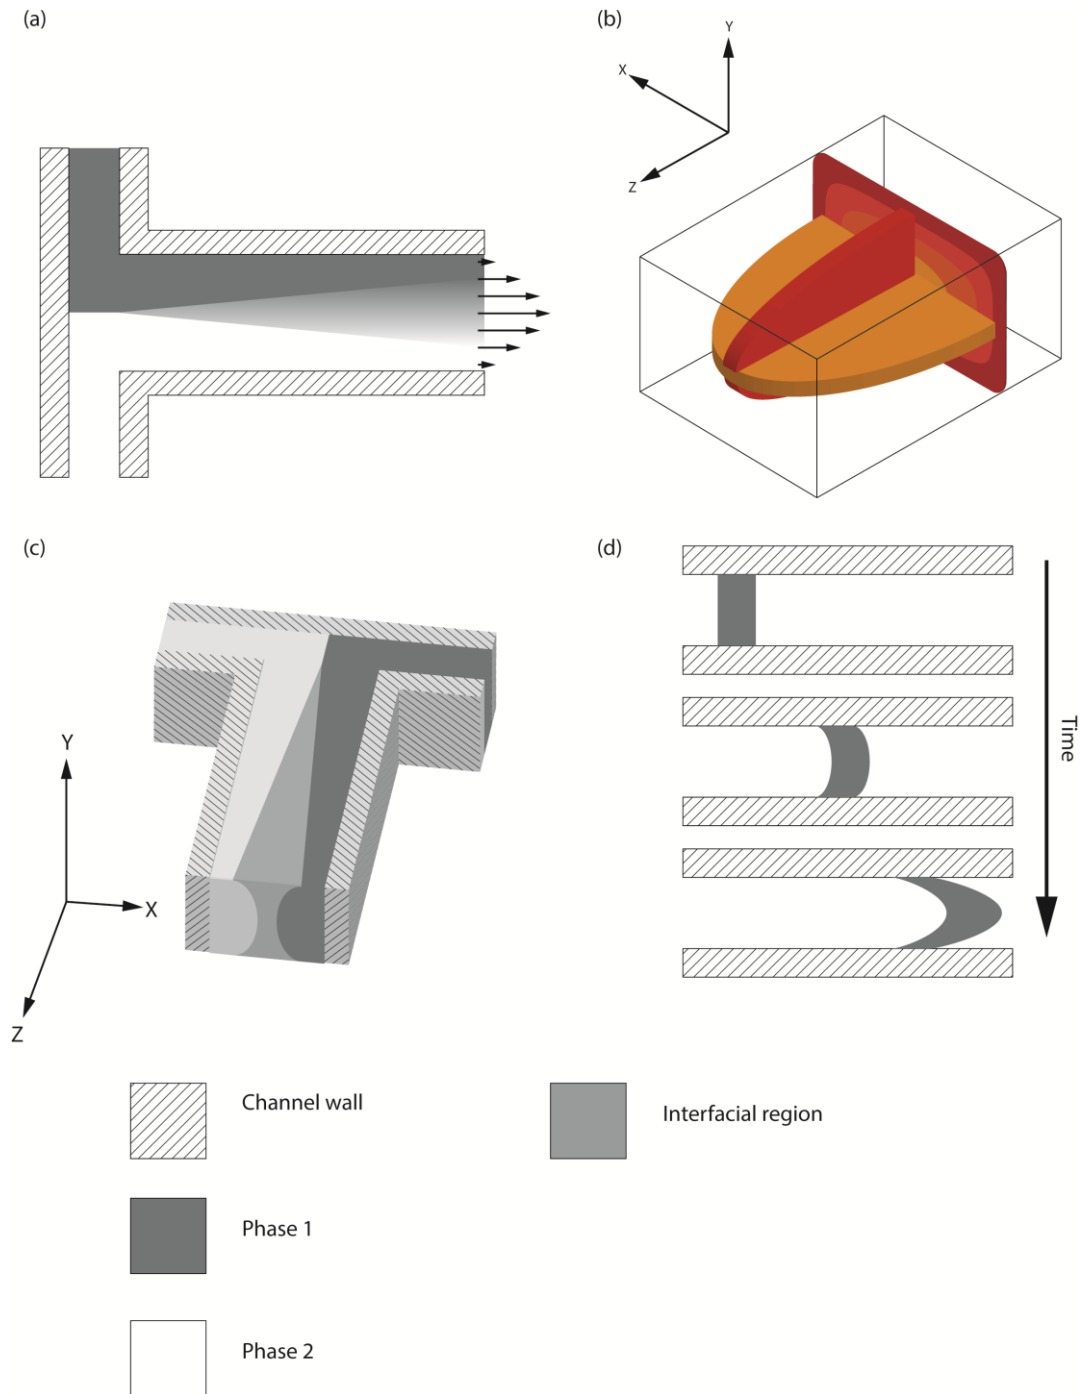 (a)
(b)
Y
X
Z
(c)
(d)
Y
X
Z
Time
Channel wall
Interfacial region
Phase 1
Phase 2